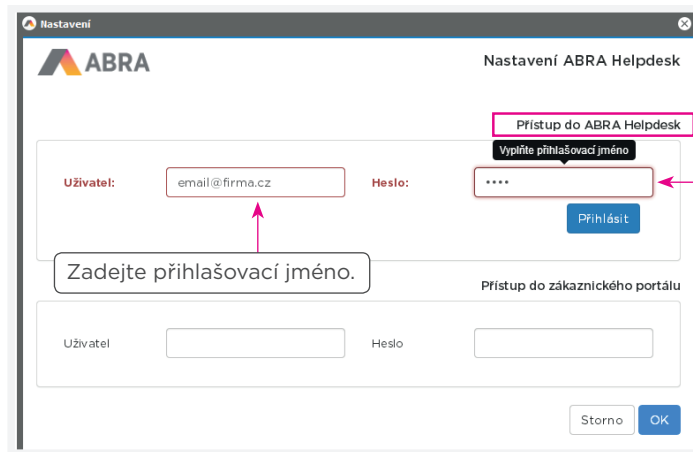 Nastavení
ABRA
Nastavení ABRA Helpdesk
Přístup do ABRA Helpdesk
Vyplňte přihlašovací jméno
Uživatel:
email@firma.cz
Heslo:
••••
Přihlásit
Zadejte přihlašovací jméno.
Přístup do zákaznického portálu
Uživatel
Heslo
Storno
OK